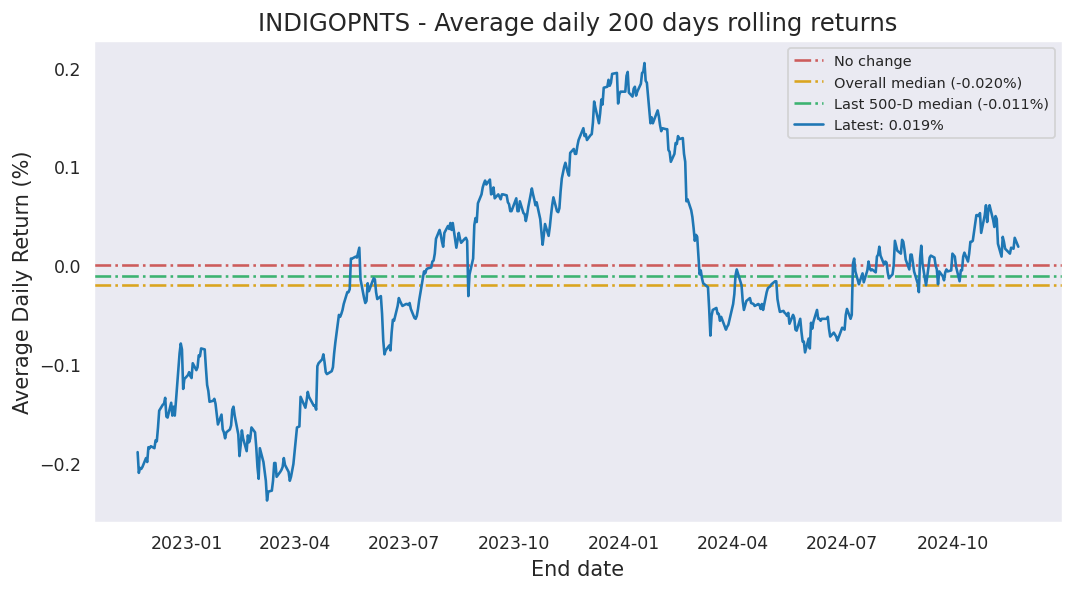 INDIGOPNTS - Average daily 200 days rolling returns
No change
Overall median (-0.020%)
Last 500-D median (-0.011%)
Latest: 0.019%
Average Daily Return (%)
0.2
0.1
0.0
−0.1
−0.2
2023-01 2023-04 2023-07 2023-10 2024-01 2024-04 2024-07 2024-10
End date